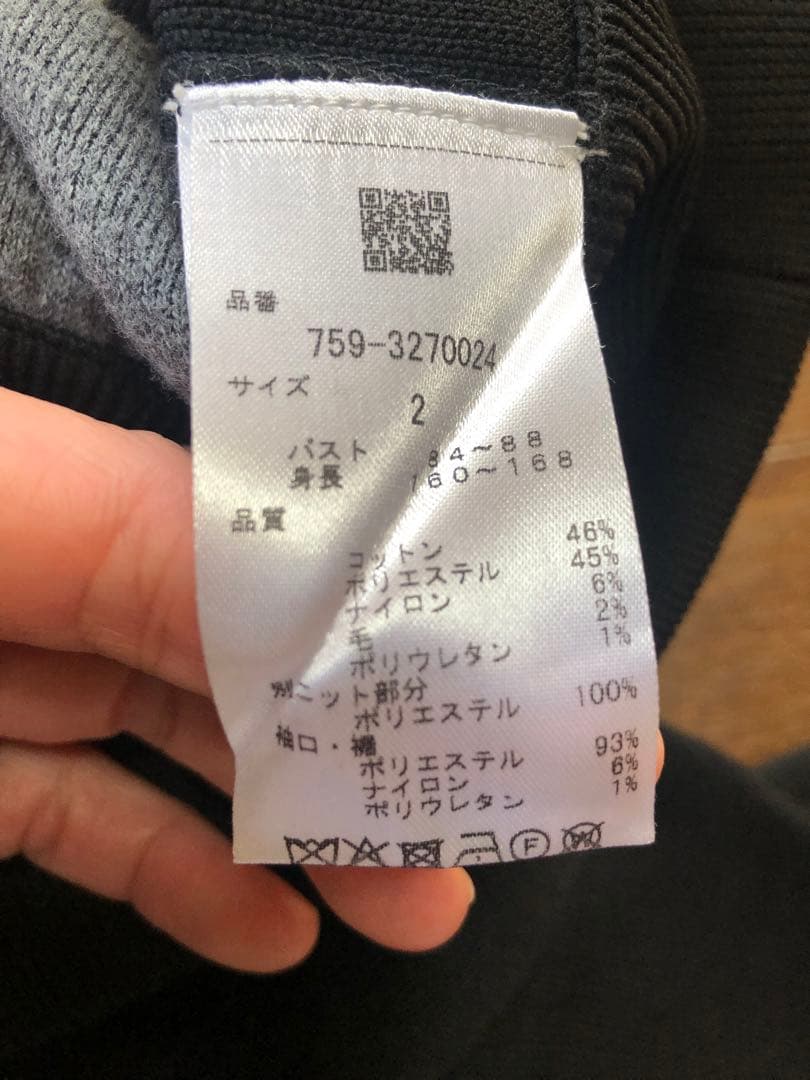 品番
759-3270024
サイズ
2
バスト 84~88
身長 160~168
品質
コットン 46%
ポリエステル 45%
ナイロン 6%
毛 2%
ポリウレタン 1%
別ニット部分
ポリエステル 100%
袖口・裾
ポリエステル 93%
ナイロン 6%
ポリウレタン 1%
F W